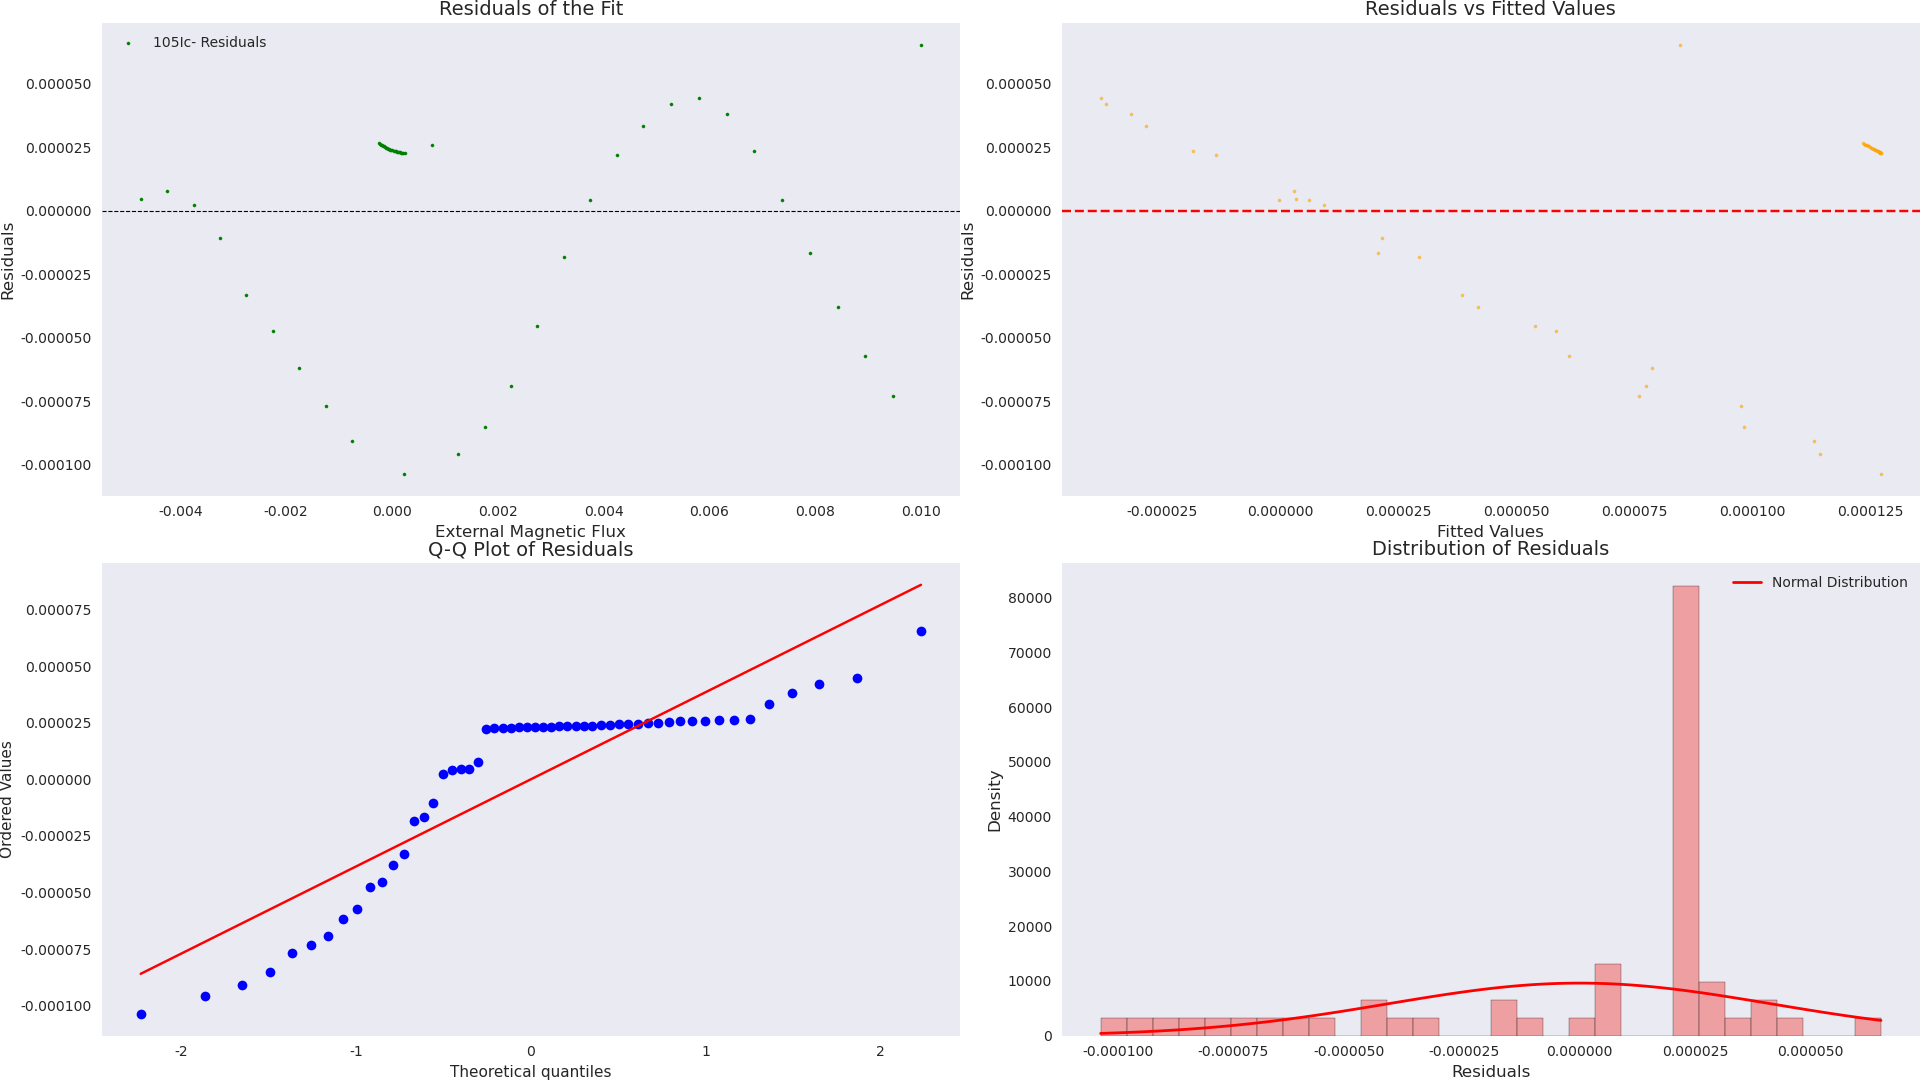 Residuals of the Fit
105Ic- Residuals
0.000050
0.000025
0.000000
-0.000025
-0.000050
-0.000075
-0.000100
Residuals
-0.004 -0.002 0.000 0.002 0.004 0.006 0.008 0.010
External Magnetic Flux
Residuals vs Fitted Values
0.000050
0.000025
0.000000
-0.000025
-0.000050
-0.000075
-0.000100
Residuals
-0.000025 0.000000 0.000025 0.000050 0.000075 0.000100 0.000125
Fitted Values
Q-Q Plot of Residuals
0.000075
0.000050
0.000025
0.000000
-0.000025
-0.000050
-0.000075
-0.000100
Ordered Values
-2 -1 0 1 2
Theoretical quantiles
Distribution of Residuals
Normal Distribution
80000
70000
60000
50000
40000
30000
20000
10000
0
Density
-0.000100 -0.000075 -0.000050 -0.000025 0.000000 0.000025 0.000050
Residuals